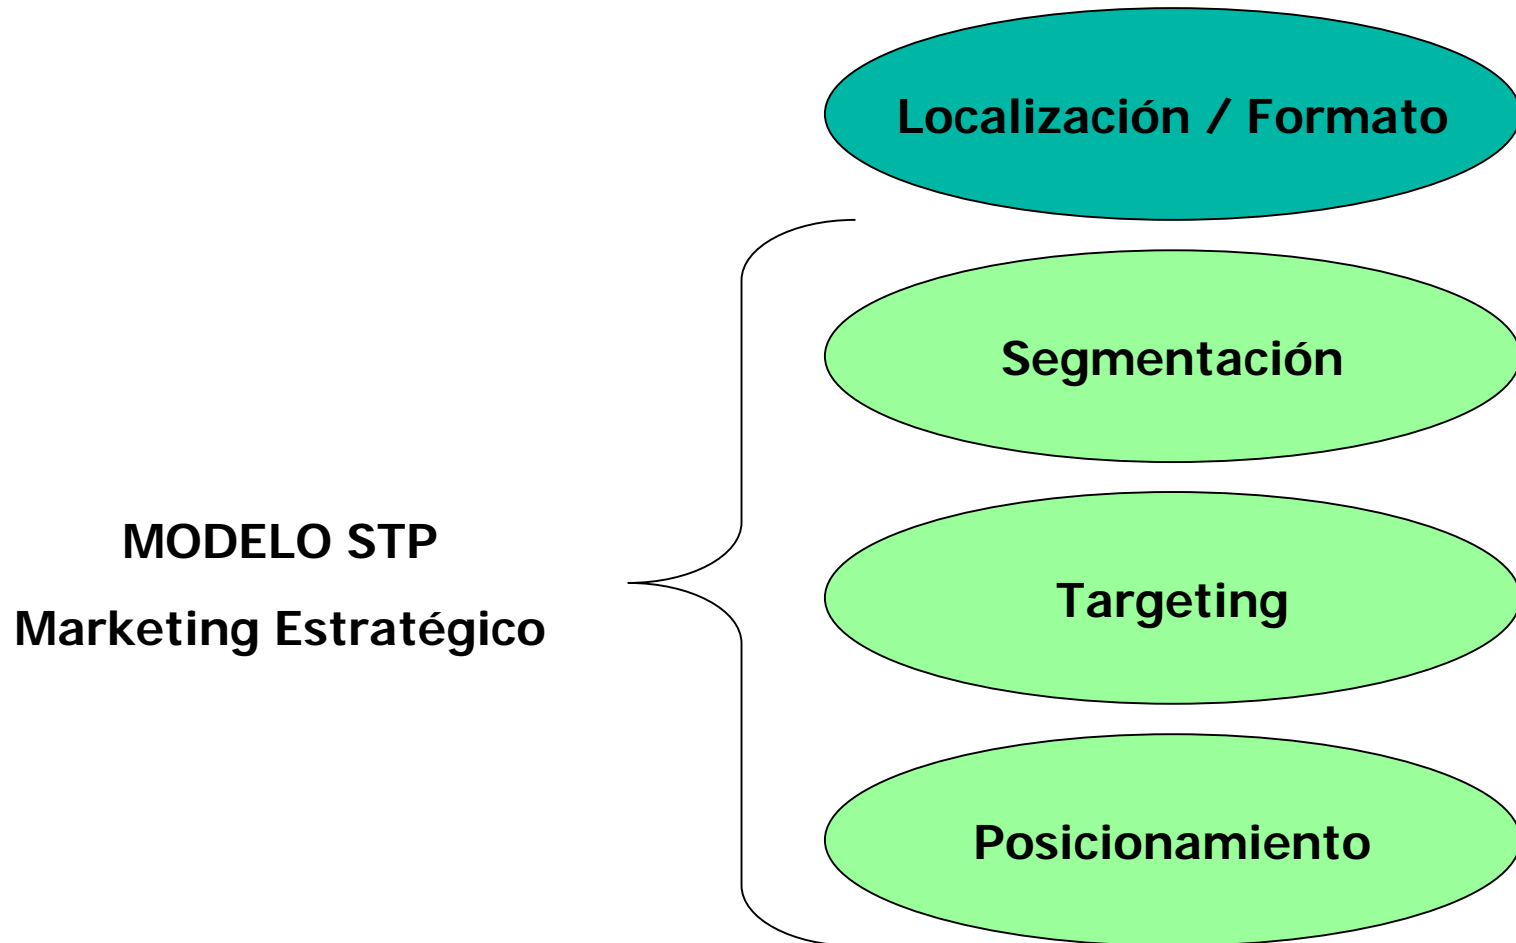 Localización / Formato
Segmentación
MODELO STP
Marketing Estratégico
Targeting
Posicionamiento